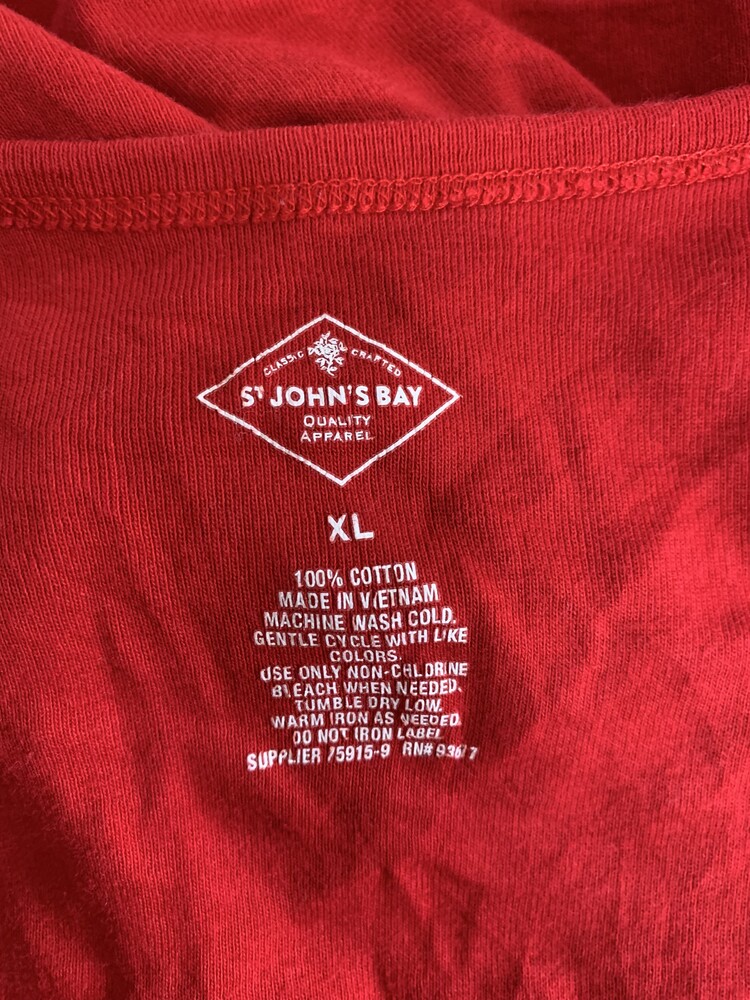 CLASSIC CRAFTED
ST JOHN'S BAY
QUALITY
APPAREL
XL
100% COTTON
MADE IN VIETNAM
MACHINE WASH COLD.
GENTLE CYCLE WITH LIKE
COLORS.
USE ONLY NON-CHLORINE
BLEACH WHEN NEEDED.
TUMBLE DRY LOW.
WARM IRON AS NEEDED.
DO NOT IRON LABEL
SUPPLIER 75915-9 RN#